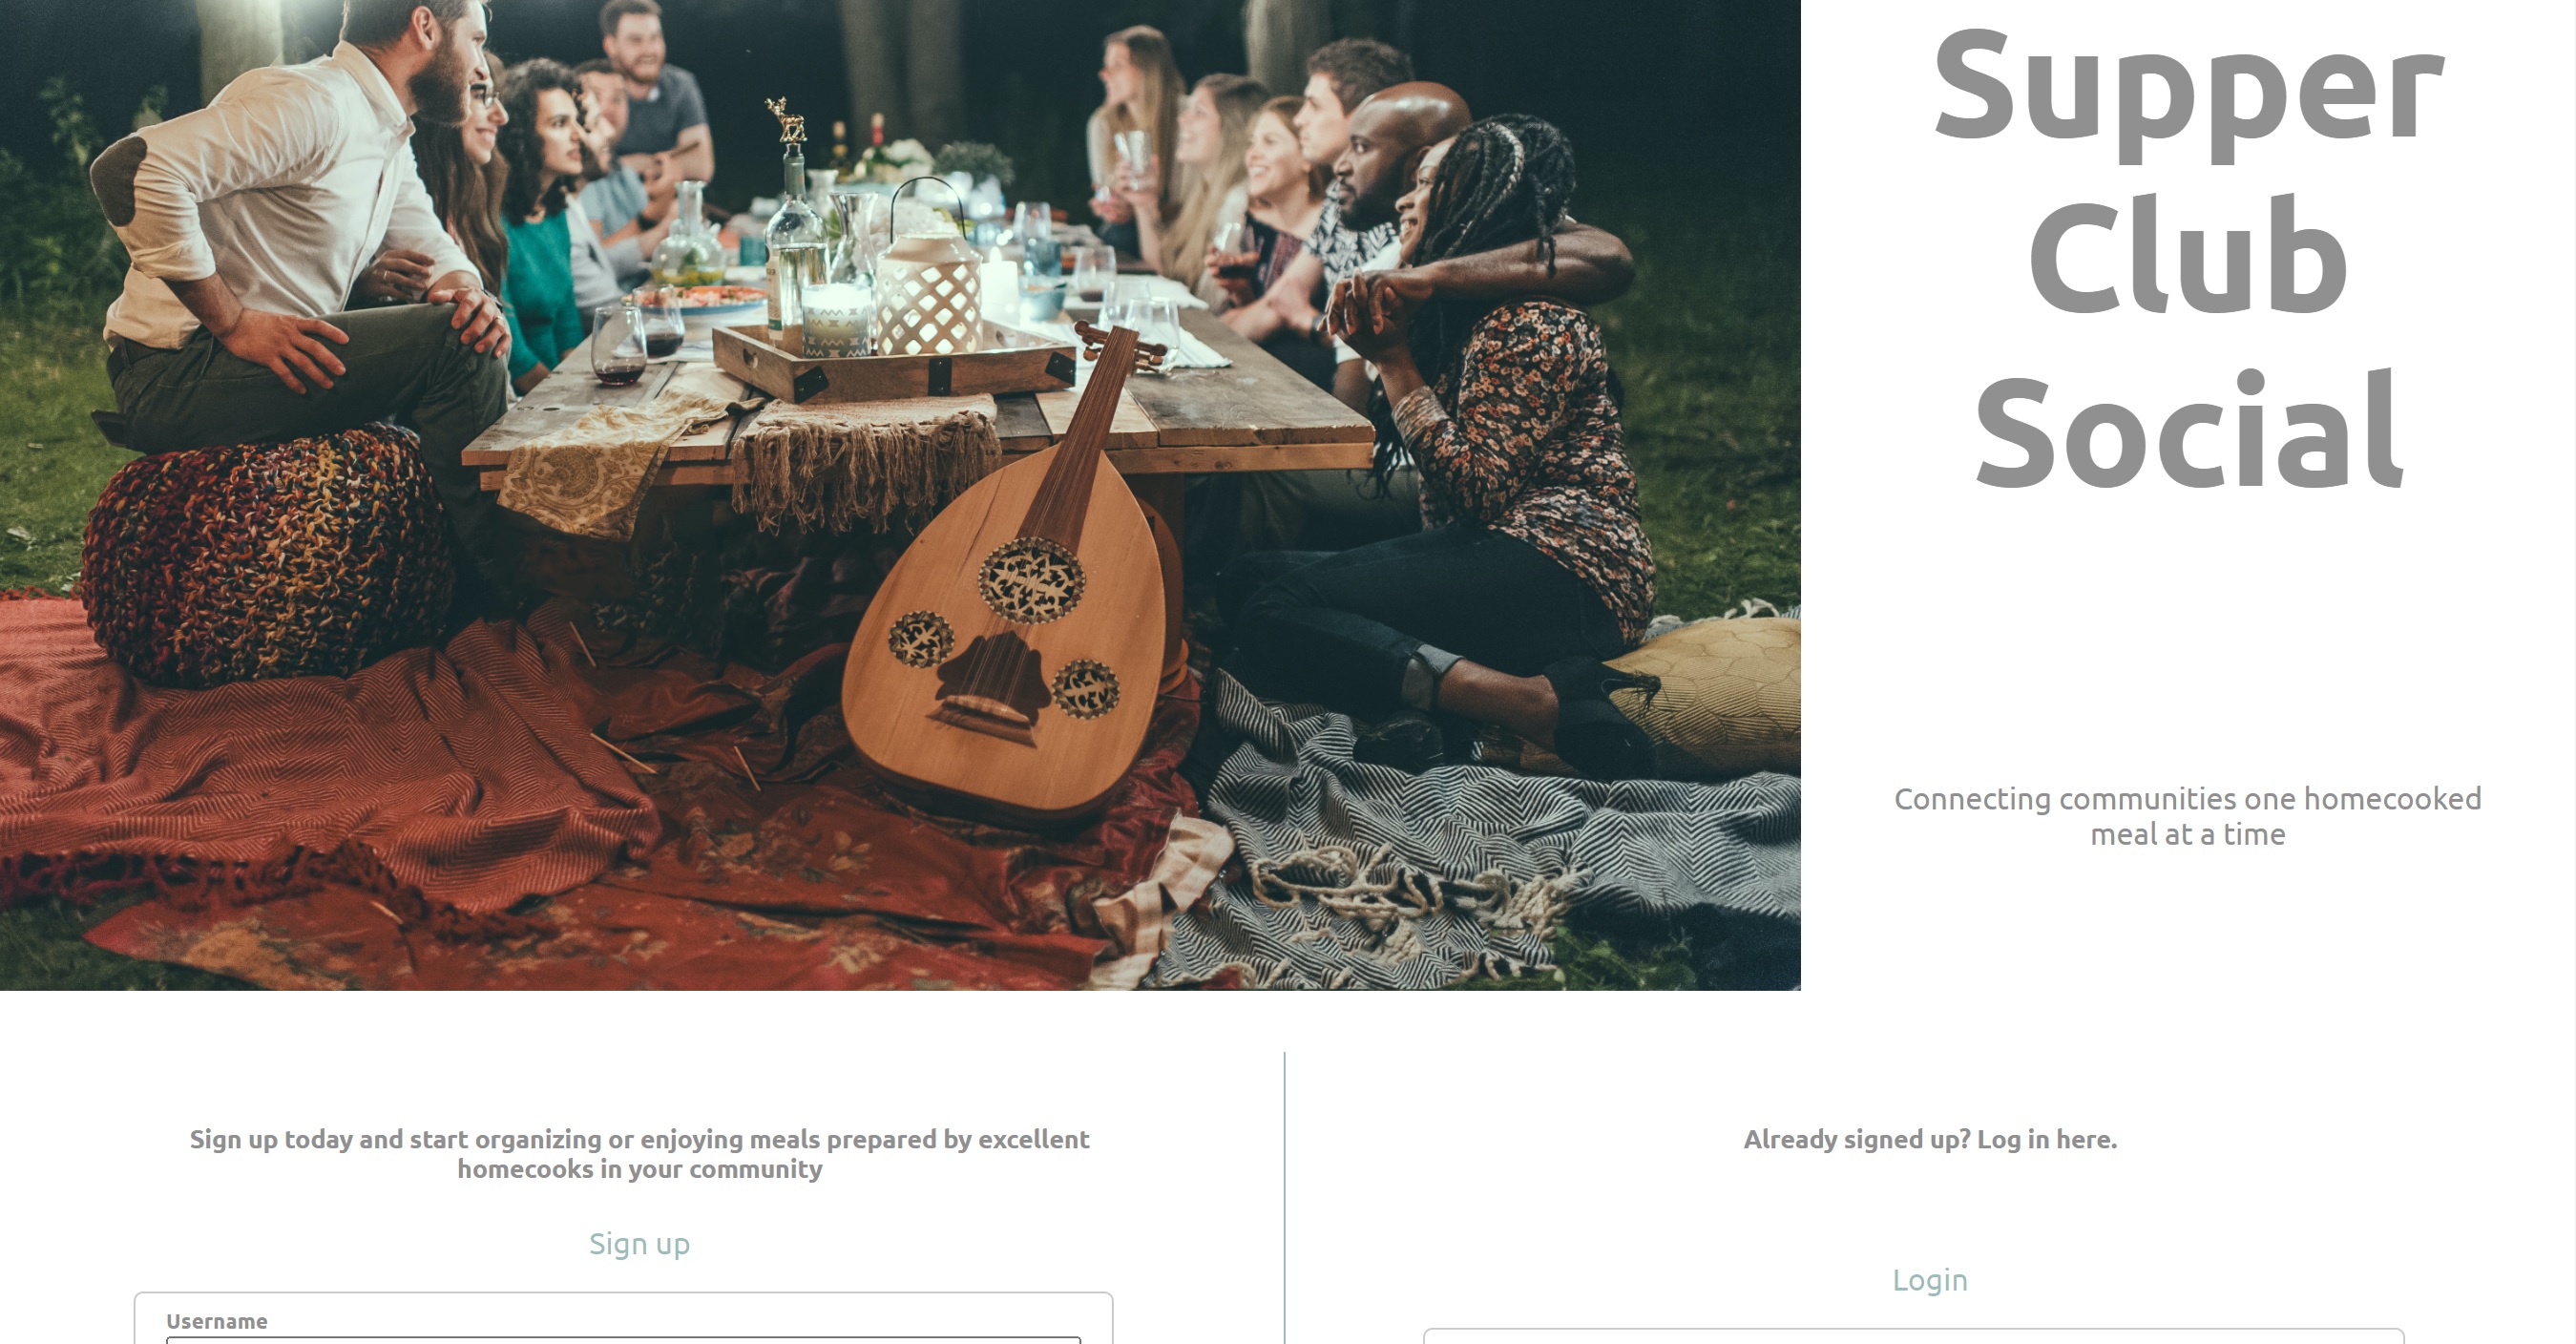 Supper
Club
Social
Connecting communities one homecooked
meal at a time
Sign up today and start organizing or enjoying meals prepared by excellent
homecooks in your community
Sign up
Username
Already signed up? Log in here.
Login